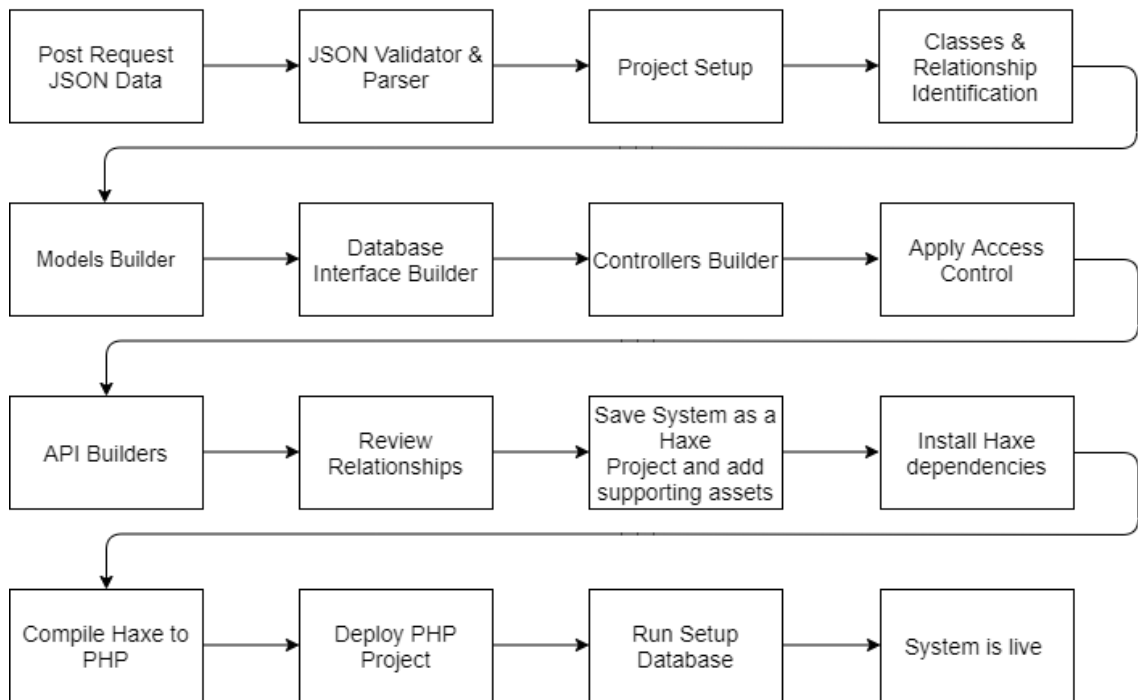 Post Request
JSON Data
JSON Validator &
Parser
Project Setup
Classes &
Relationship
Identification
Models Builder
Database
Interface Builder
Controllers Builder
Apply Access
Control
API Builders
Review
Relationships
Save System as a
Haxe
Project and add
supporting assets
Install Haxe
dependencies
Compile Haxe to
PHP
Deploy PHP
Project
Run Setup
Database
System is live